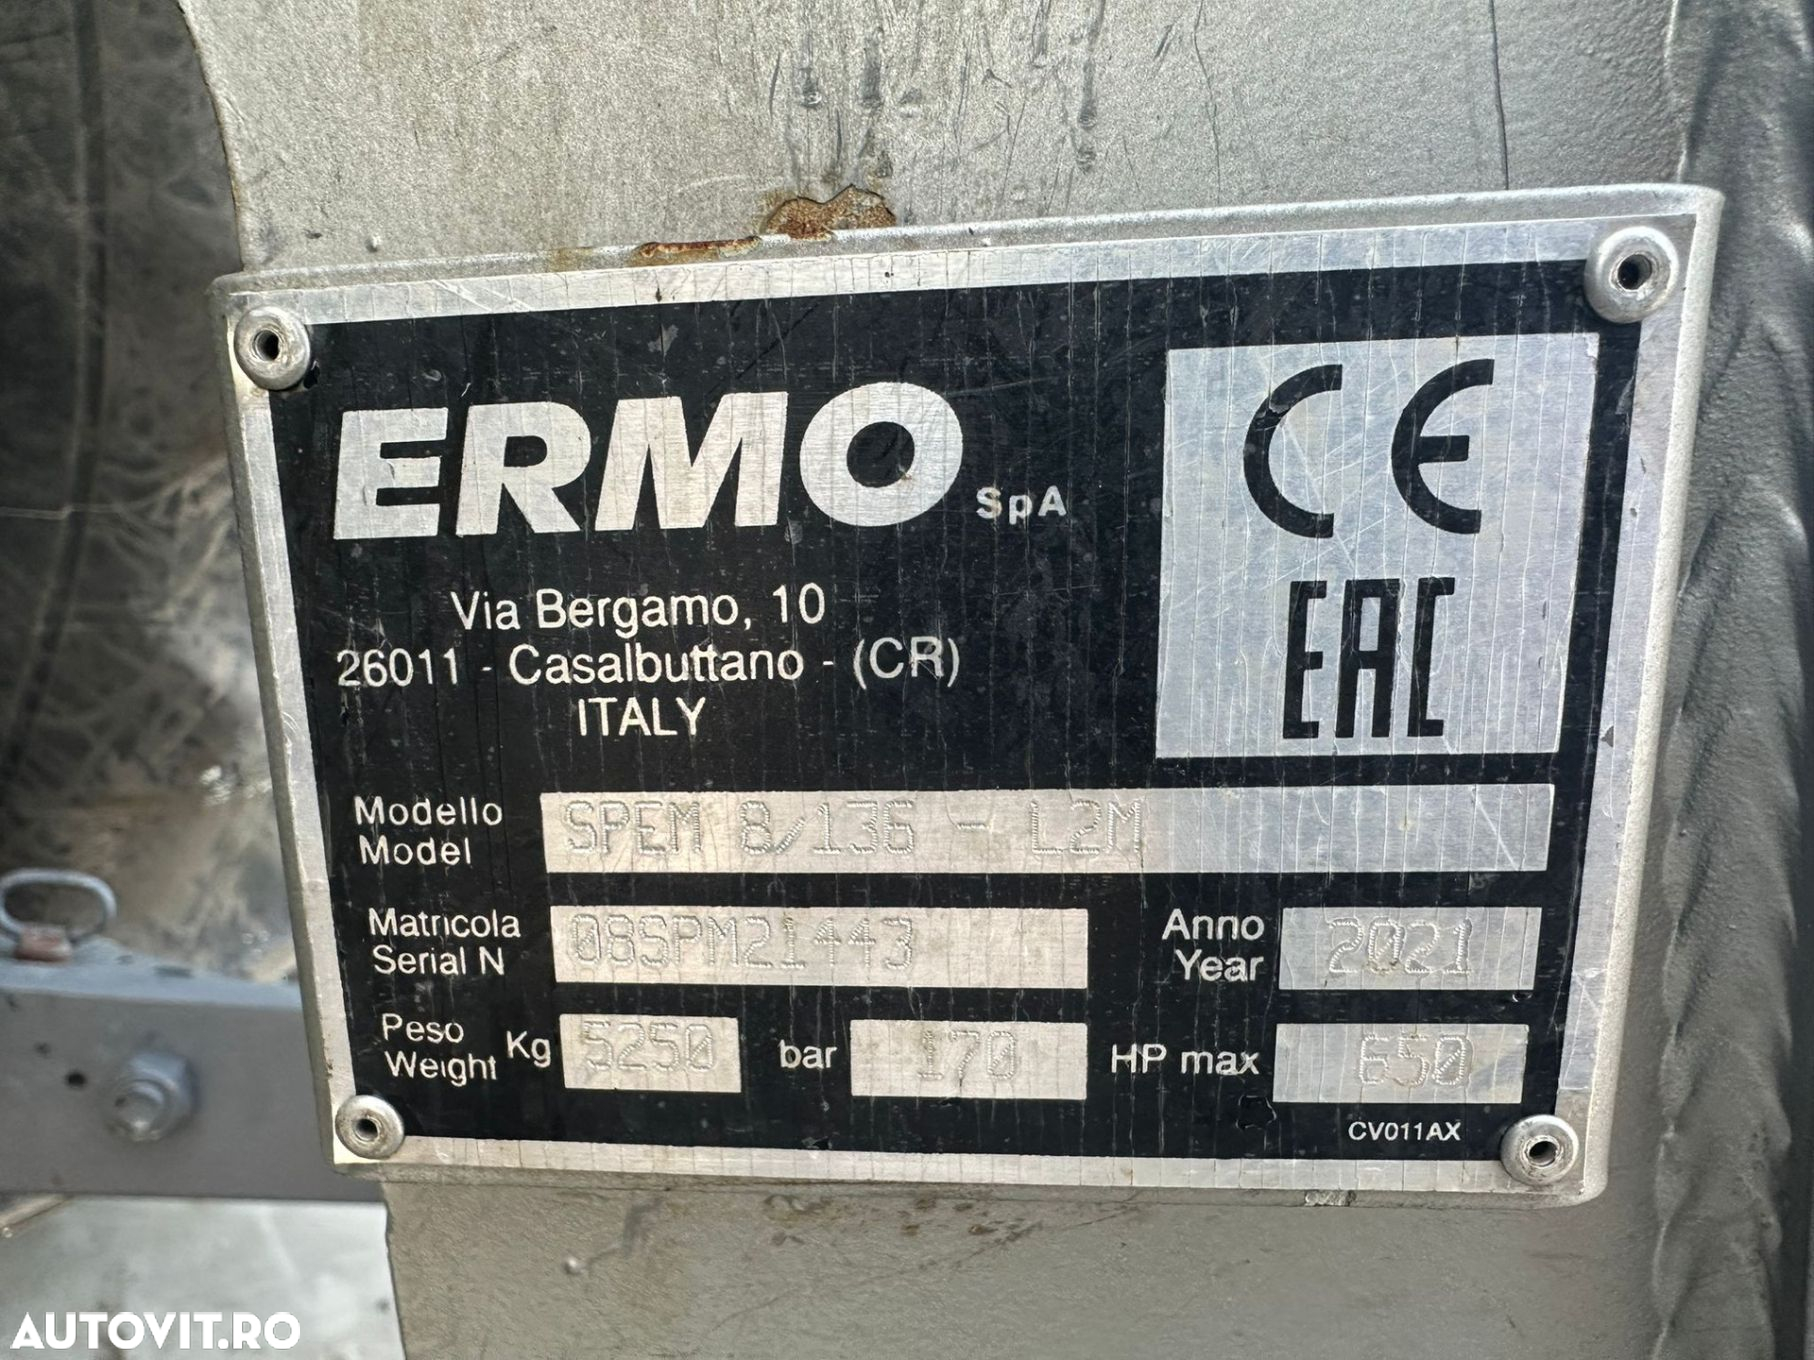 ERMO SpA
CE
EAC
Via Bergamo, 10
26011 - Casalbuttano - (CR)
ITALY
Modello
Model
SPEM 8/136 - L2M
Matricola
Serial N
08SPM21443
Anno
Year
2021
Peso
Weight
Kg
5250
bar
170
HP max
650
CV011AX
AUTOVIT.RO